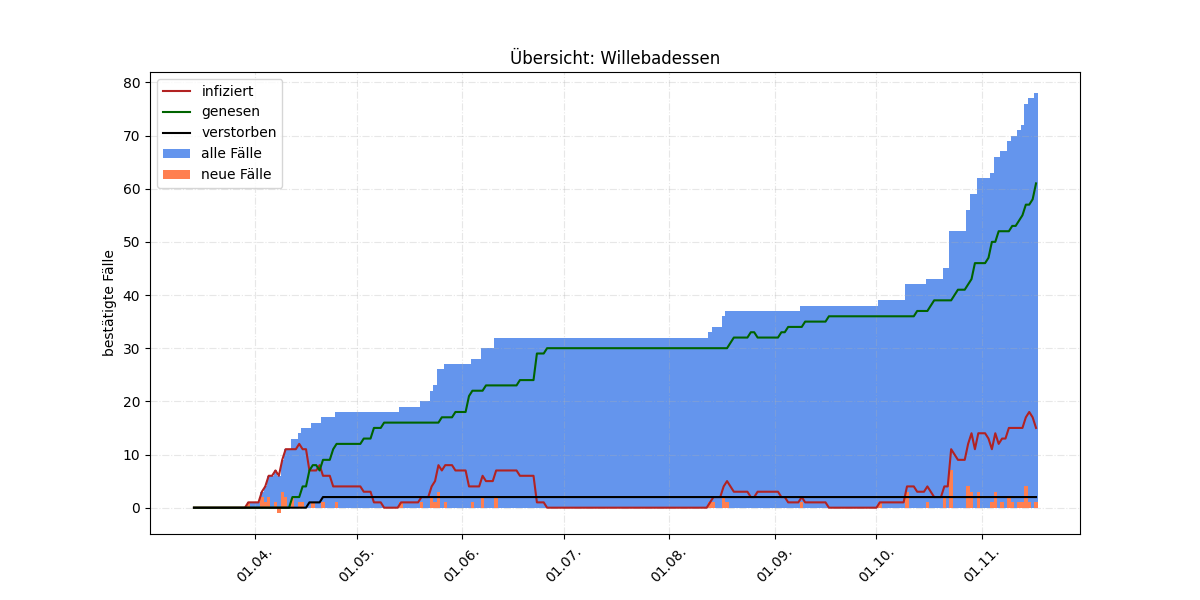 Übersicht: Willebadessen
infiziert
genesen
verstorben
alle Fälle
neue Fälle
bestätigte Fälle
80
70
60
50
40
30
20
10
0
01.04.
01.05.
01.06.
01.07.
01.08.
01.09.
01.10.
01.11.